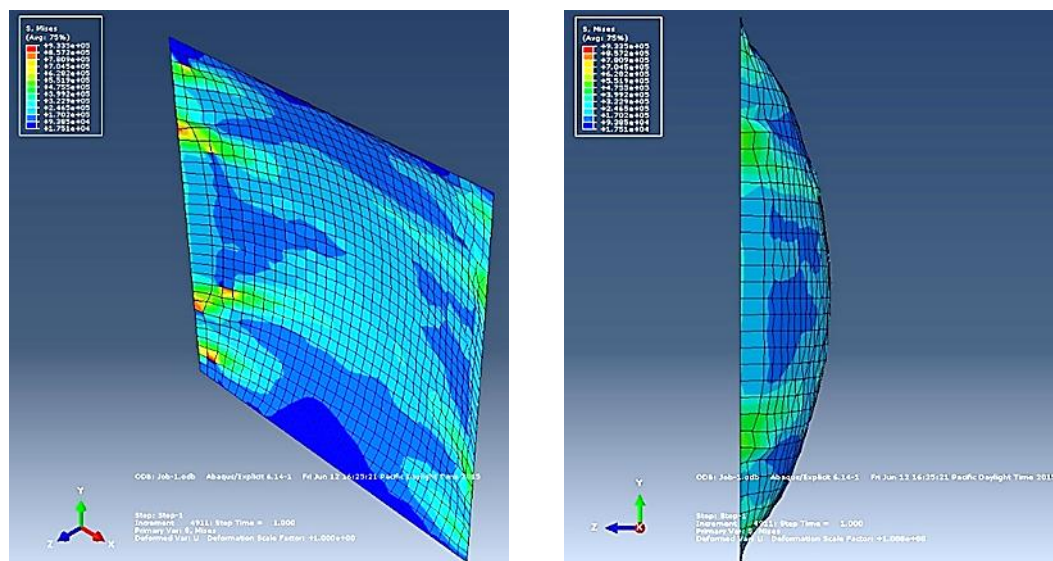 S, Mises
(Avg: 75%)
+9.335e+05
+8.572e+05
+7.809e+05
+7.045e+05
+6.282e+05
+5.519e+05
+4.755e+05
+3.992e+05
+3.229e+05
+2.465e+05
+1.702e+05
+9.385e+04
+1.751e+04
ODB: Job-1.odb Abaqus/Explicit 6.14-1 Fri Jun 12 16:25:21 Pacific Daylight Time 2015
Step: Step-1
Increment 4911: Step Time = 1.000
Primary Var: S, Mises
Deformed Var: U Deformation Scale Factor: +1.000e+00
Y
Z
X
S, Mises
(Avg: 75%)
+9.335e+05
+8.572e+05
+7.809e+05
+7.045e+05
+6.282e+05
+5.519e+05
+4.755e+05
+3.992e+05
+3.229e+05
+2.465e+05
+1.702e+05
+9.385e+04
+1.751e+04
ODB: Job-1.odb Abaqus/Explicit 6.14-1 Fri Jun 12 16:25:21 Pacific Daylight Time 201
Step: Step-1
Increment 4911: Step Time = 1.000
Primary Var: S, Mises
Deformed Var: U Deformation Scale Factor: +1.000e+00
Y
Z
X